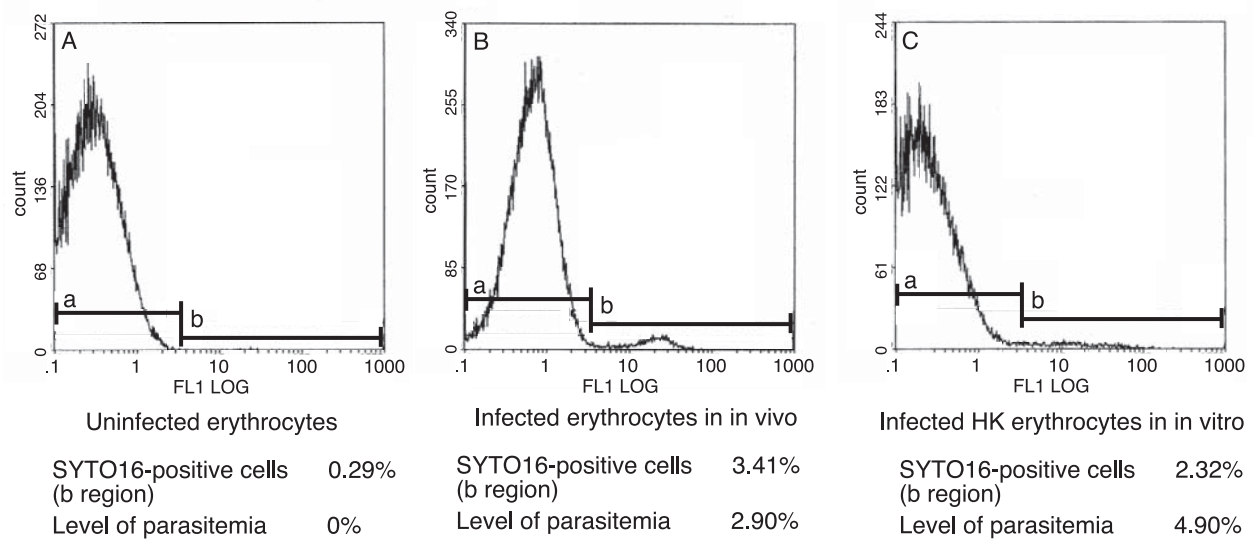 A
272
204
136
68
0
count
a
b
.1 1 10 100 1000
FL1 LOG
Uninfected erythrocytes
SYTO16-positive cells 0.29%
(b region)
Level of parasitemia 0%
B
340
255
170
85
0
count
a
b
.1 1 10 100 1000
FL1 LOG
Infected erythrocytes in in vivo
SYTO16-positive cells 3.41%
(b region)
Level of parasitemia 2.90%
C
244
183
122
61
0
count
a
b
.1 1 10 100 1000
FL1 LOG
Infected HK erythrocytes in in vitro
SYTO16-positive cells 2.32%
(b region)
Level of parasitemia 4.90%